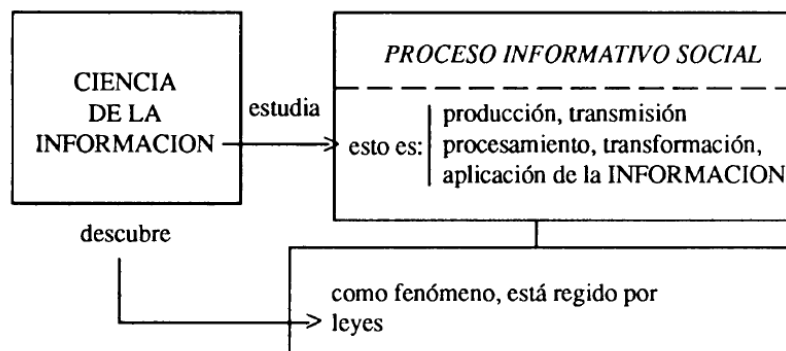 CIENCIA
DE LA
INFORMACION
estudia
PROCESO INFORMATIVO SOCIAL
esto es:
producción, transmisión
procesamiento, transformación,
aplicación de la INFORMACION
descubre
como fenómeno, está regido por
leyes